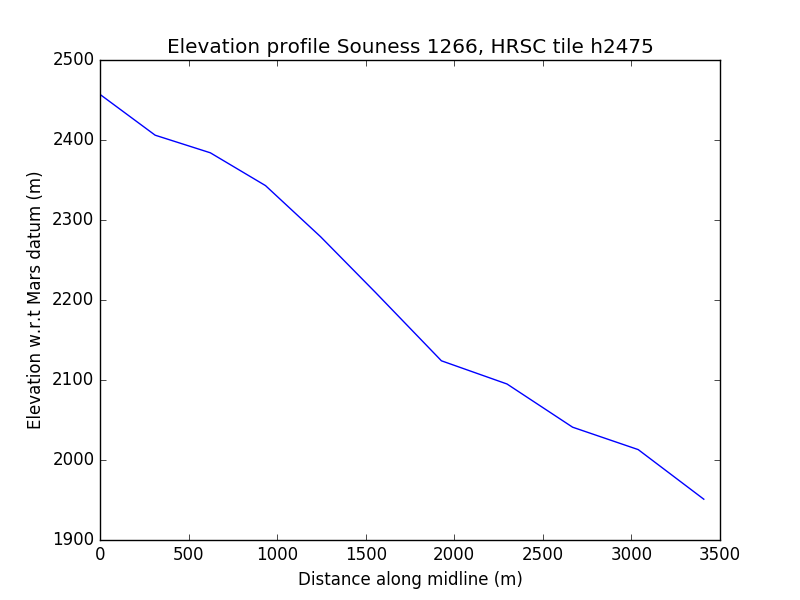 Elevation profile Souness 1266, HRSC tile h2475
2500
2400
2300
2200
2100
2000
1900
Elevation w.r.t Mars datum (m)
0 500 1000 1500 2000 2500 3000 3500
Distance along midline (m)